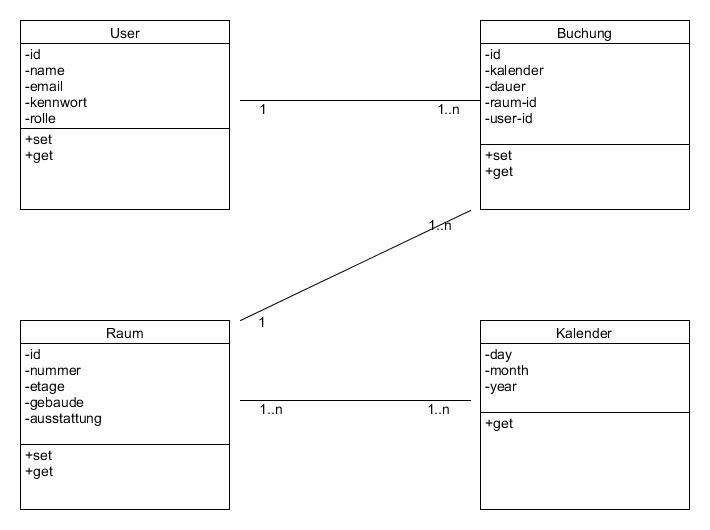 User
-id
-name
-email
-kennwort
-rolle
+set
+get
1
1..n
Buchung
-id
-kalender
-dauer
-raum-id
-user-id
+set
+get
1..n
1
Raum
-id
-nummer
-etage
-gebaude
-ausstattung
+set
+get
1..n
1..n
Kalender
-day
-month
-year
+get